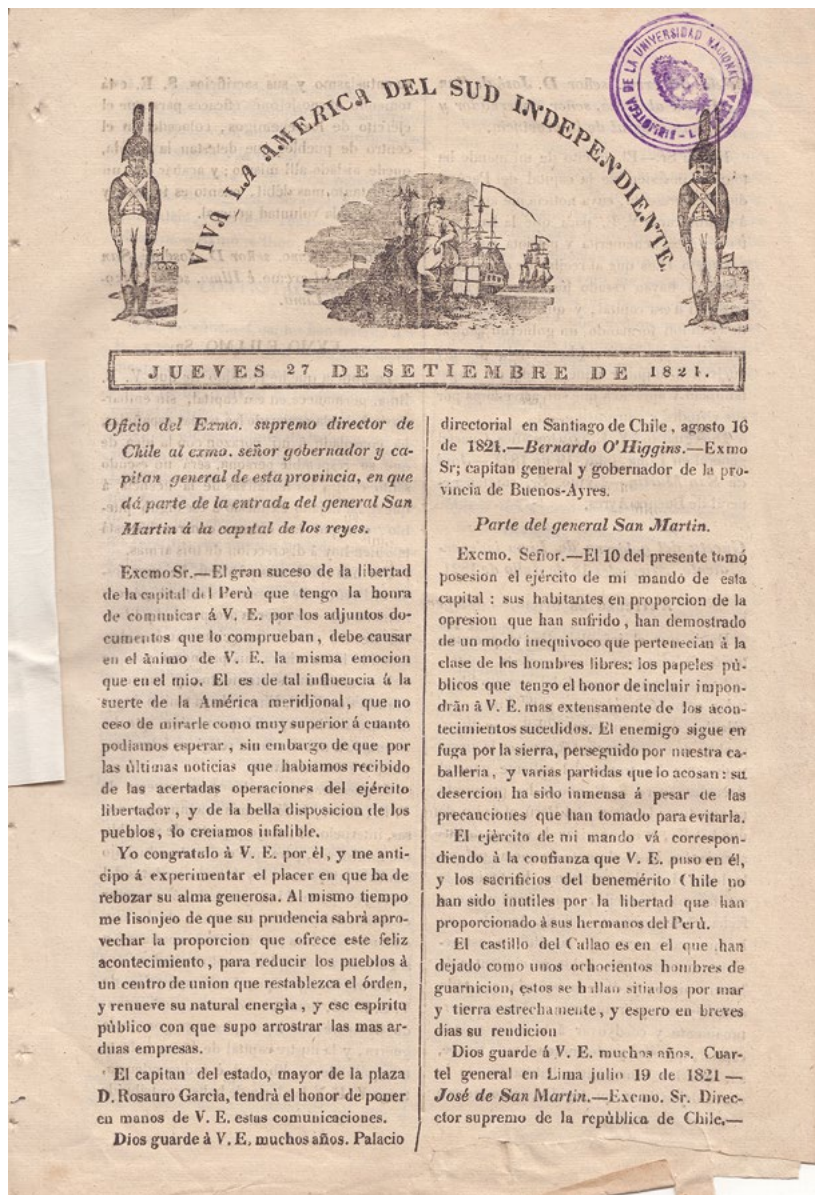 BIBLIOTECA DE LA UNIVERSIDAD NACIONAL
VIVA LA AMERICA DEL SUD INDEPENDIENTE
JUEVES 27 DE SETIEMBRE DE 1821.
Oficio del Exmo. supremo director de
Chile al exmo. señor gobernador y ca-
pitan general de esta provincia, en que
dá parte de la entrada del general San
Martin á la capital de los reyes.
Excmo Sr.—El gran suceso de la libertad
de la capital del Perù que tengo la honra
de comunicar á V. E. por los adjuntos do-
cumentos que lo comprueban, debe causar
en el ànimo de V. E. la misma emocion
que en el mio. El es de tal influencia á la
suerte de la América meridjonal, que no
ceso de mirarle como muy superior á cuanto
podiamos esperar, sin embargo de que por
las últimas noticias que habiamos recibido
de las acertadas operaciones del ejército
libertador, y de la bella disposicion de los
pueblos, lo creiamos infalible.
Yo congratulo à V. E. por èl, y me anti-
cipo á experimentar el placer en que ba de
rebozar su alma generosa. Al mismo tiempo
me lisonjeo de que su prudencia sabrà apro-
vechar la proporcion que ofrece este feliz
acontecimiento, para reducir los pueblos à
un centro de union que restablezca el órden,
y renueve su natural energìa, y ese espíritu
público con que supo arrostrar las mas ar-
duas empresas.
El capitan del estado, mayor de la plaza
D. Rosauro Garcìa, tendrá el honor de poner
en manos de V. E. estas comunicaciones.
Dios guarde à V. E. muchos años. Palacio
directorial en Santiago de Chile, agosto 16
de 1821.—Bernardo O'Higgins.—Exmo
Sr; capitan general y gobernador de la pro-
vincia de Buenos-Ayres.
Parte del general San Martin.
Excmo. Señor.—El 10 del presente tomó
posesion el ejército de mi mando de esta
capital : sus habitantes en proporcion de la
opresion que han sufrido, han demostrado
de un modo inequivoco que pertenecian à la
clase de los hombres libres: los papeles pú-
blicos que tengo el honor de incluir impon-
drán à V. E. mas extensamente de los acon-
tecimientos sucedidos. El enemigo sigue en
fuga por la sierra, perseguido por nuestra ca-
balleria, y varias partidas que lo acosan : su
desercion ha sido inmensa á pesar de las
precauciones que han tomado para evitarla.
El ejército de mi mando vá correspon-
diendo à la confianza que V. E. puso en él,
y los sacrificios del benemérito Chile no
han sido inutiles por la libertad que han
proporcionado à sus hermanos del Perù.
El castillo del Callao es en el que han
dejado como unos ochocientos hombres de
guarnicion, estos se hallan sitiados por mar
y tierra estrechamente, y espero en breves
dias su rendicion
Dios guarde á V. E. muchos años. Cuar-
tel general en Lima julio 19 de 1821—
José de San Martin.—Excmo. Sr. Direc-
ctor supremo de la repùblica de Chile.—